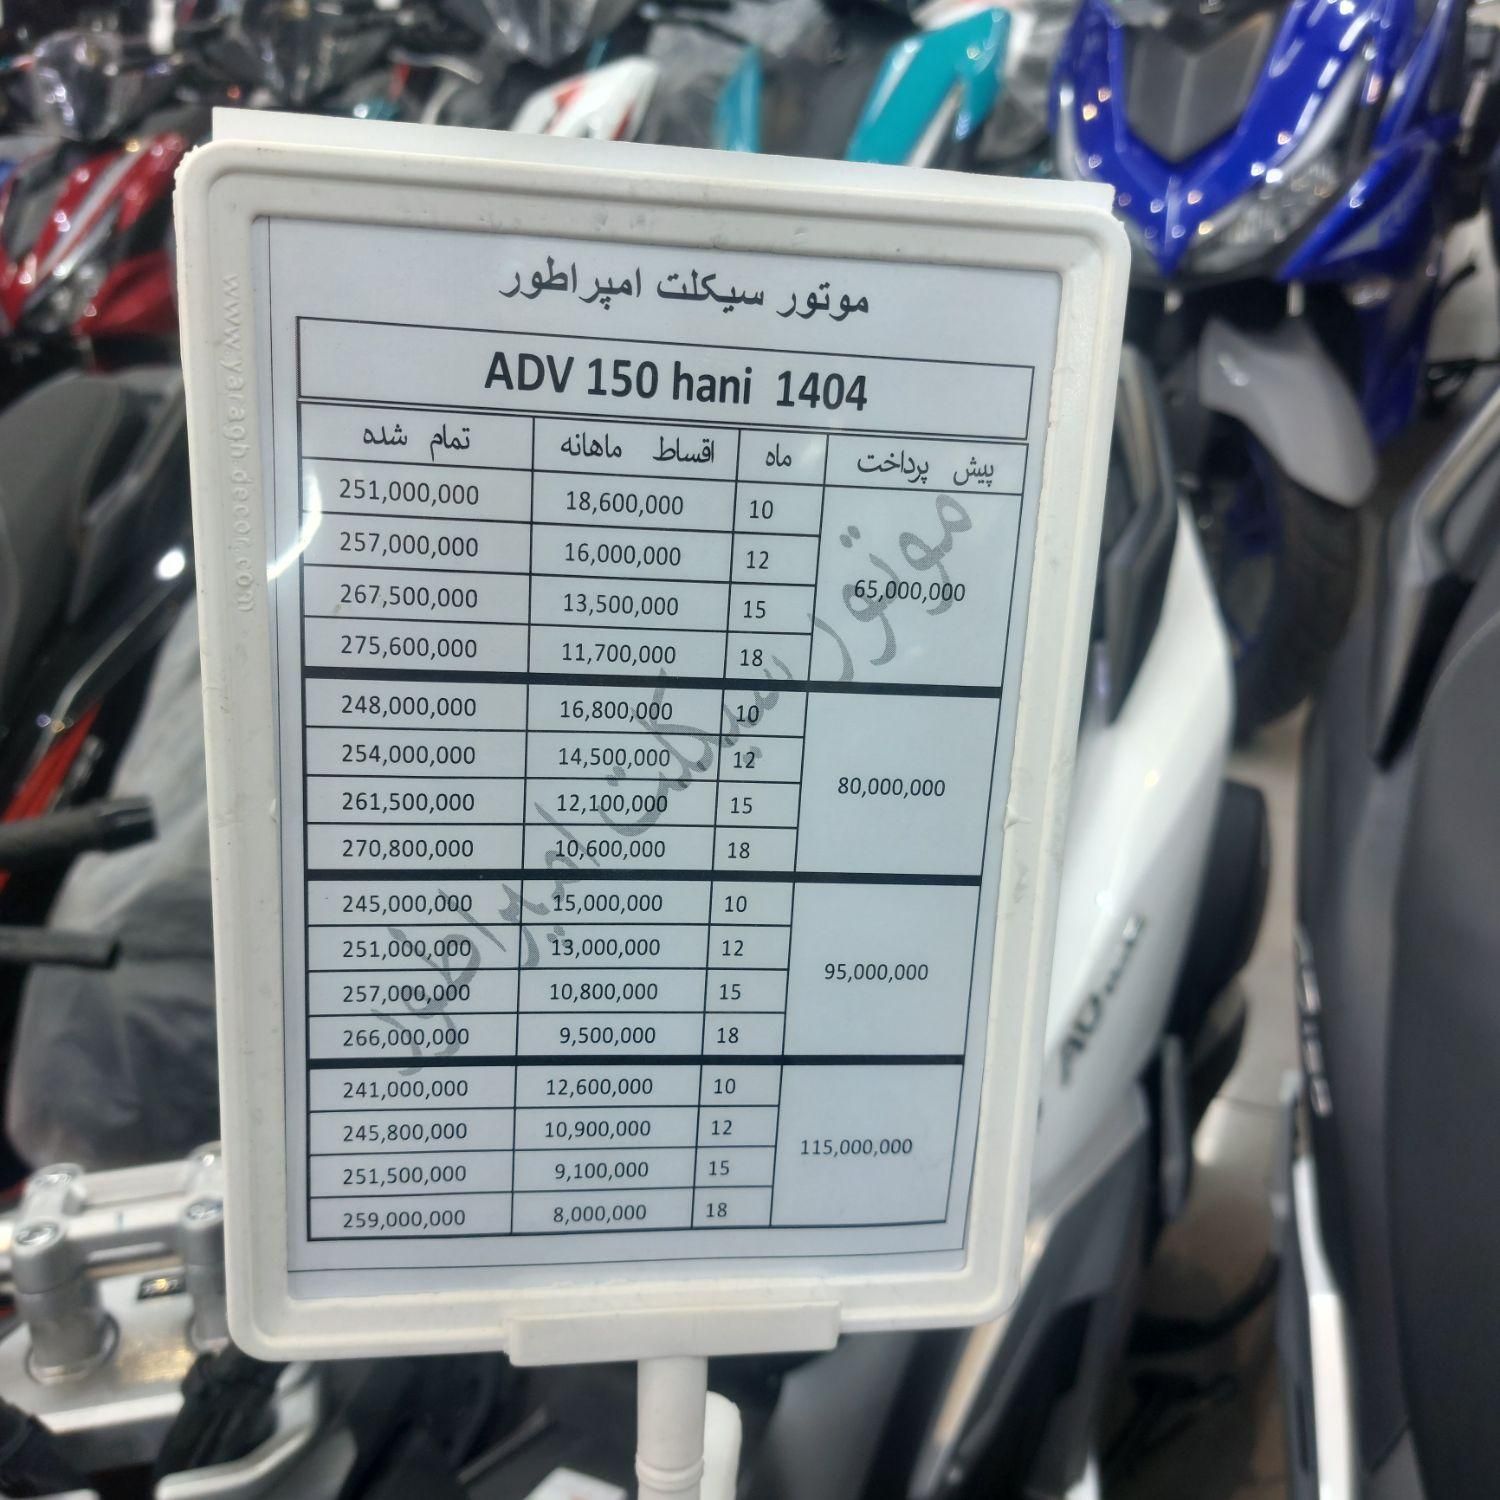 موتور سیکلت امپراطور
ADV 150 hani 1404
پیش پرداخت ماه اقساط ماهانه تمام شده
65,000,000
10 18,600,000 251,000,000
12 16,000,000 257,000,000
15 13,500,000 267,500,000
18 11,700,000 275,600,000
80,000,000
10 16,800,000 248,000,000
12 14,500,000 254,000,000
15 12,100,000 261,500,000
18 10,600,000 270,800,000
95,000,000
10 15,000,000 245,000,000
12 13,000,000 251,000,000
15 10,800,000 257,000,000
18 9,500,000 266,000,000
115,000,000
10 12,600,000 241,000,000
12 10,900,000 245,800,000
15 9,100,000 251,500,000
18 8,000,000 259,000,000
موتور سیکلت امپراطور
www.yaragh.decor.com